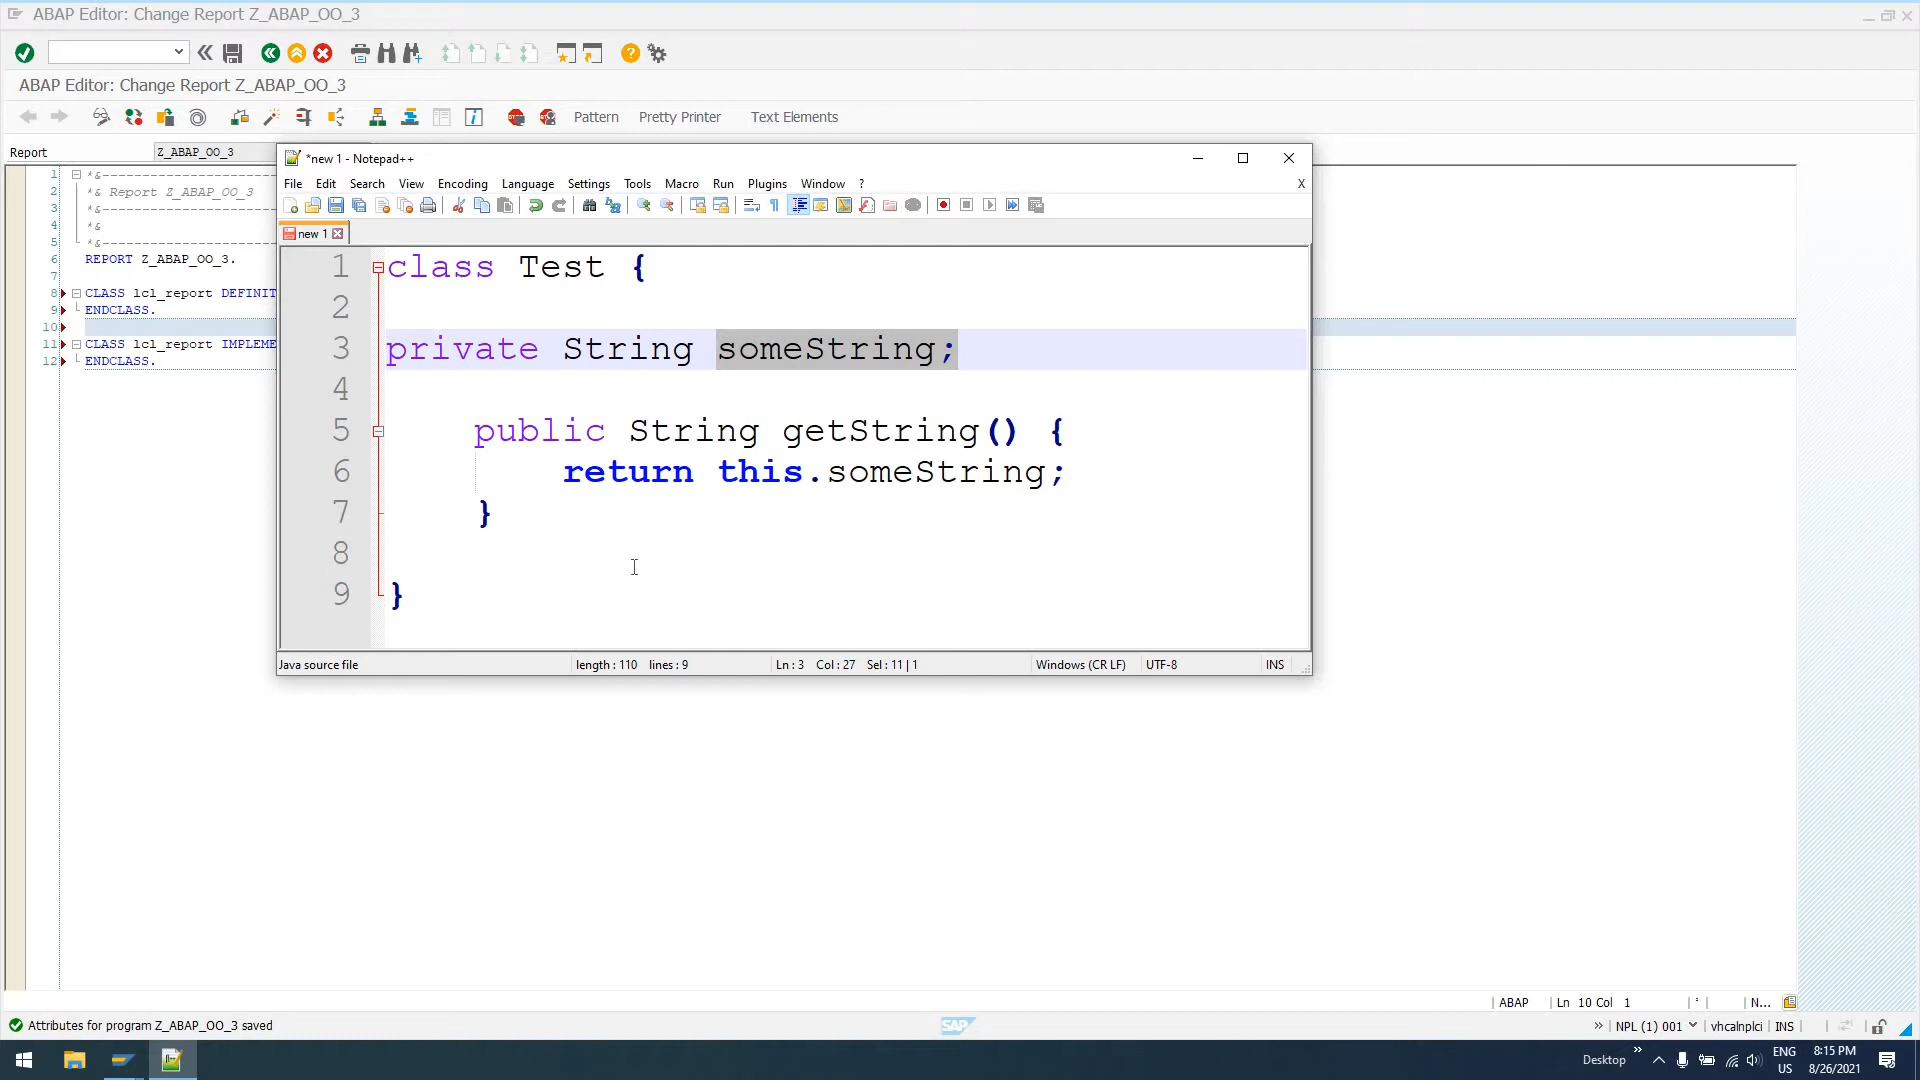 ABAP Editor: Change Report Z_ABAP_OO_3
ABAP Editor: Change Report Z_ABAP_OO_3
Pattern Pretty Printer Text Elements
Report Z_ABAP_OO_3
1 *&---------------------
2 *& Report Z_ABAP_OO_3
3 *&---------------------
4 *&
5 *&---------------------
6 REPORT Z_ABAP_OO_3.
7
8 CLASS lcl_report DEFINIT
9 ENDCLASS.
10
11 CLASS lcl_report IMPLEME
12 ENDCLASS.
*new 1 - Notepad++
File Edit Search View Encoding Language Settings Tools Macro Run Plugins Window ? X
new 1
1 class Test {
2
3 private String someString;
4
5 public String getString() {
6 return this.someString;
7 }
8
9 }
Java source file length : 110 lines : 9 Ln : 3 Col : 27 Sel : 11 | 1 Windows (CR LF) UTF-8 INS
ABAP Ln 10 Col 1 N...
Attributes for program Z_ABAP_OO_3 saved
SAP
» NPL (1) 001 vhcalnplci INS
Desktop » ENG US 8:15 PM 8/26/2021